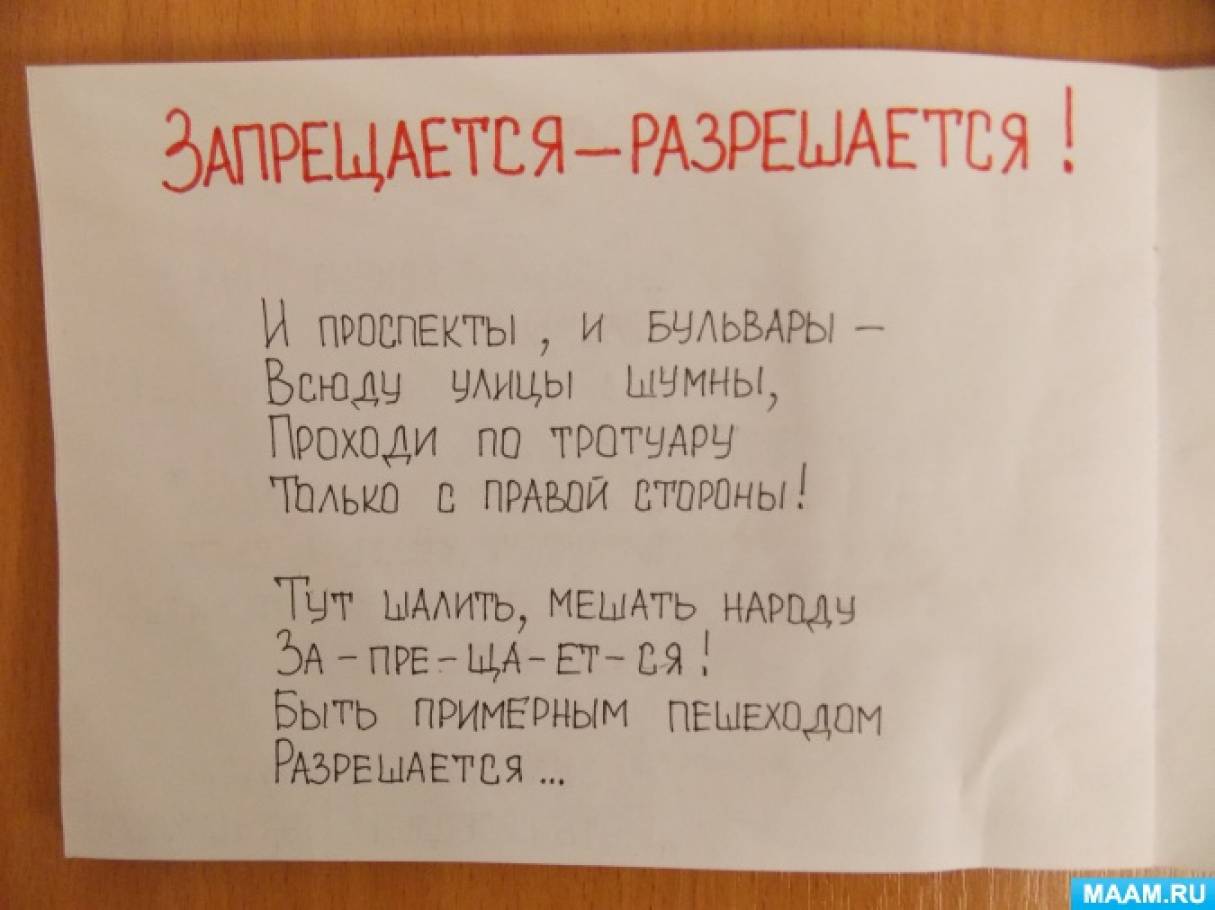 Запрещается – разрешается!
И проспекты, и бульвары –
Всюду улицы шумны,
Проходи по тротуару
Только с правой стороны!
Тут шалить, мешать народу
За – пре – ща – ет – ся!
Быть примерным пешеходом
Разрешается...
MAAM.RU